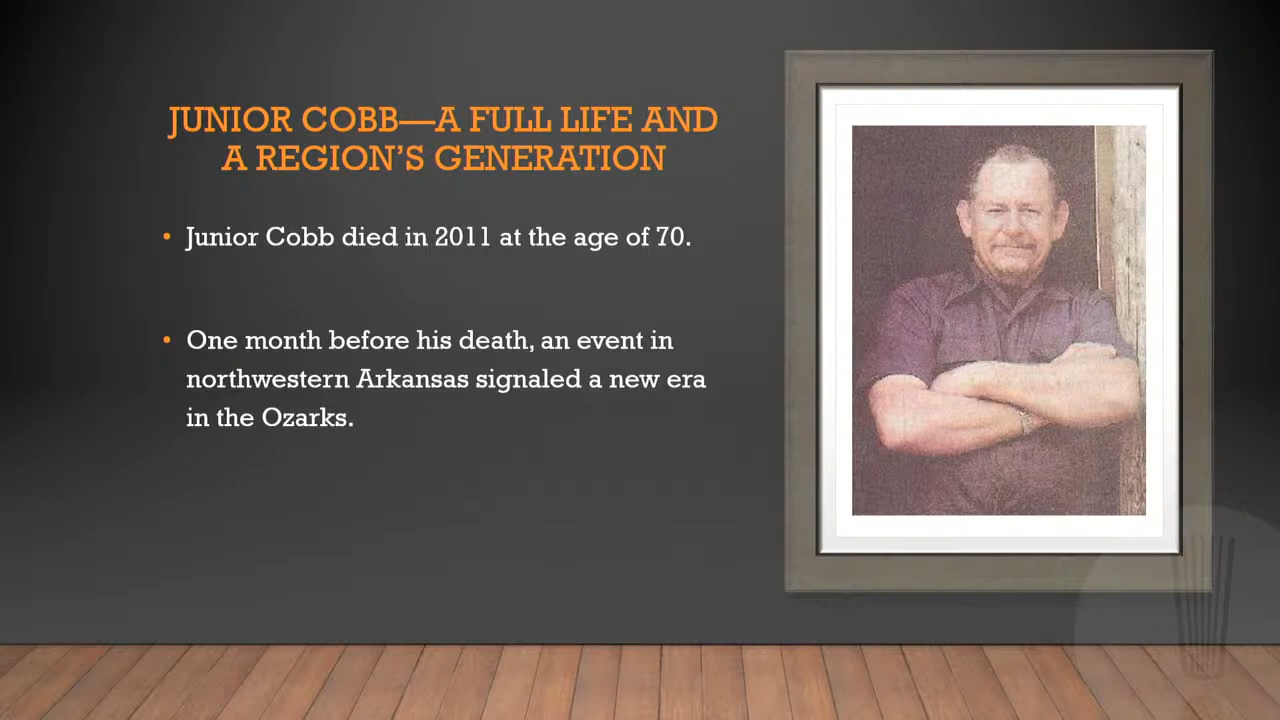 JUNIOR COBB—A FULL LIFE AND
A REGION’S GENERATION
• Junior Cobb died in 2011 at the age of 70.
• One month before his death, an event in
northwestern Arkansas signaled a new era
in the Ozarks.